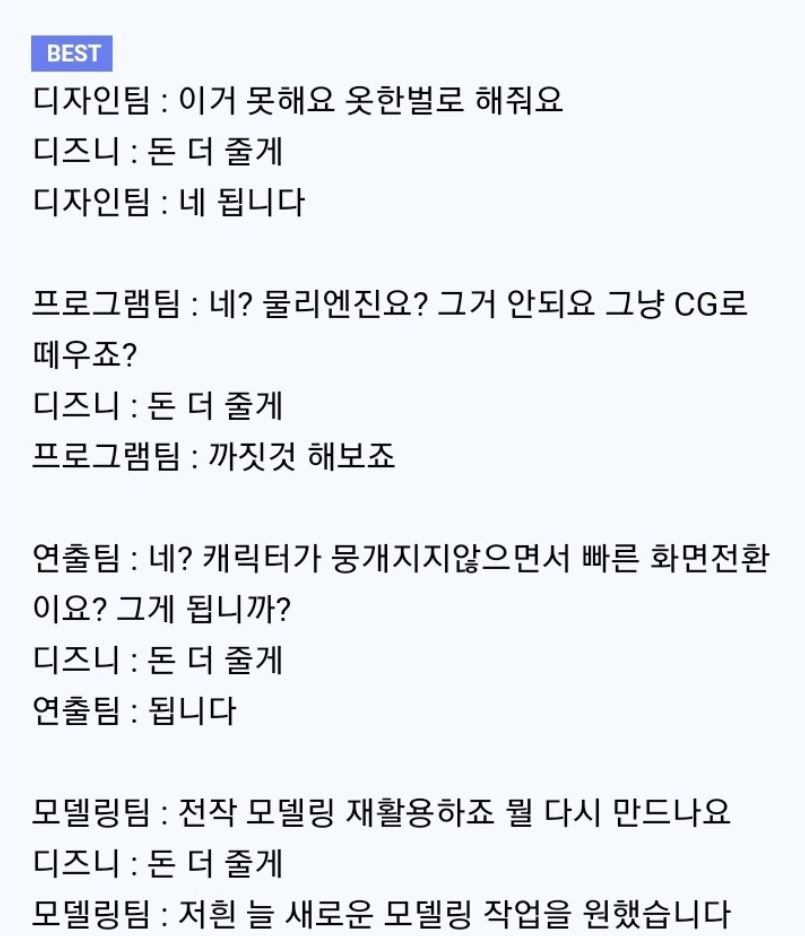 BEST
디자인팀 : 이거 못해요 옷한벌로 해줘요
디즈니 : 돈 더 줄게
디자인팀 : 네 됩니다
프로그램팀 : 네? 물리엔진요? 그거 안되요 그냥 CG로
떼우죠?
디즈니 : 돈 더 줄게
프로그램팀 : 까짓것 해보죠
연출팀 : 네? 캐릭터가 뭉개지지않으면서 빠른 화면전환
이요? 그게 됩니까?
디즈니 : 돈 더 줄게
연출팀 : 됩니다
모델링팀 : 전작 모델링 재활용하죠 뭘 다시 만드나요
디즈니 : 돈 더 줄게
모델링팀 : 저흰 늘 새로운 모델링 작업을 원했습니다